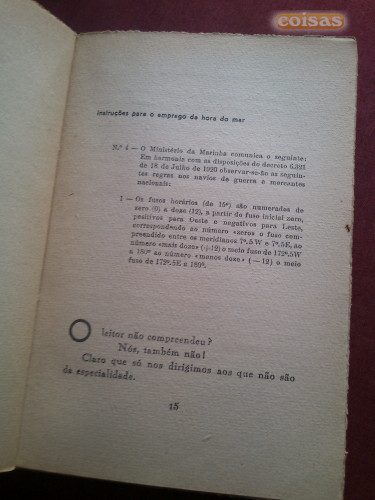 coisas
instruções para o emprego da hora do mar
N.º 4 — O Ministério da Marinha comunica o seguinte:
Em harmonia com as disposições do decreto 6.821
de 18 de Julho de 1920 observar-se-ão as seguin-
tes regras nos navios de guerra e mercantes
nacionais:
1 — Os fusos horários (de 15º) são numerados de
zero (0) a doze (12), a partir do fuso inicial zero,
positivos para Oeste e negativos para Leste,
correspondendo ao número «zero» o fuso com-
preendido entre os meridianos 7º.5W e 7º.5E, ao
número «mais doze» (+12) o meio fuso de 172º.5W
a 180º ao número «menos doze» (—12) o meio
fuso de 172º.5E a 180º.
O leitor não compreendeu?
Nós, também não!
Claro que só nos dirigimos aos que não são
da especialidade.
15